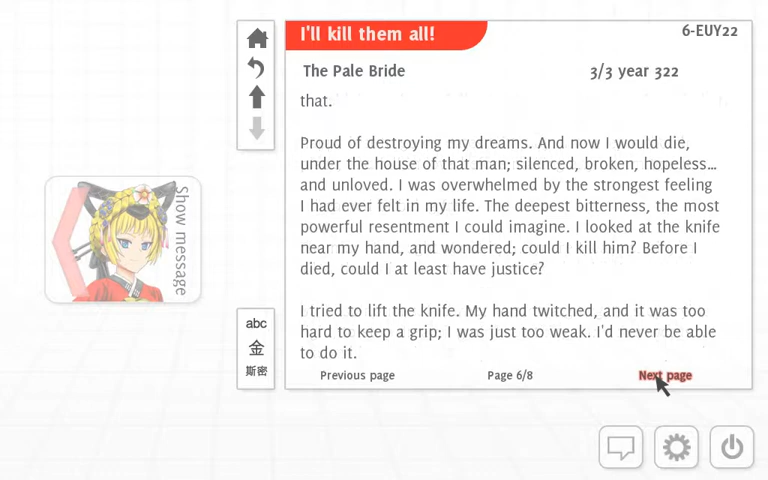 I'll kill them all!
6-EUY22
The Pale Bride
3/3 year 322
that.
Proud of destroying my dreams. And now I would die,
under the house of that man; silenced, broken, hopeless...
and unloved. I was overwhelmed by the strongest feeling
I had ever felt in my life. The deepest bitterness, the most
powerful resentment I could imagine. I looked at the knife
near my hand, and wondered; could I kill him? Before I
died, could I at least have justice?
I tried to lift the knife. My hand twitched, and it was too
hard to keep a grip; I was just too weak. I'd never be able
to do it.
Previous page
Page 6/8
Next page
Show message
abc
金
斯密